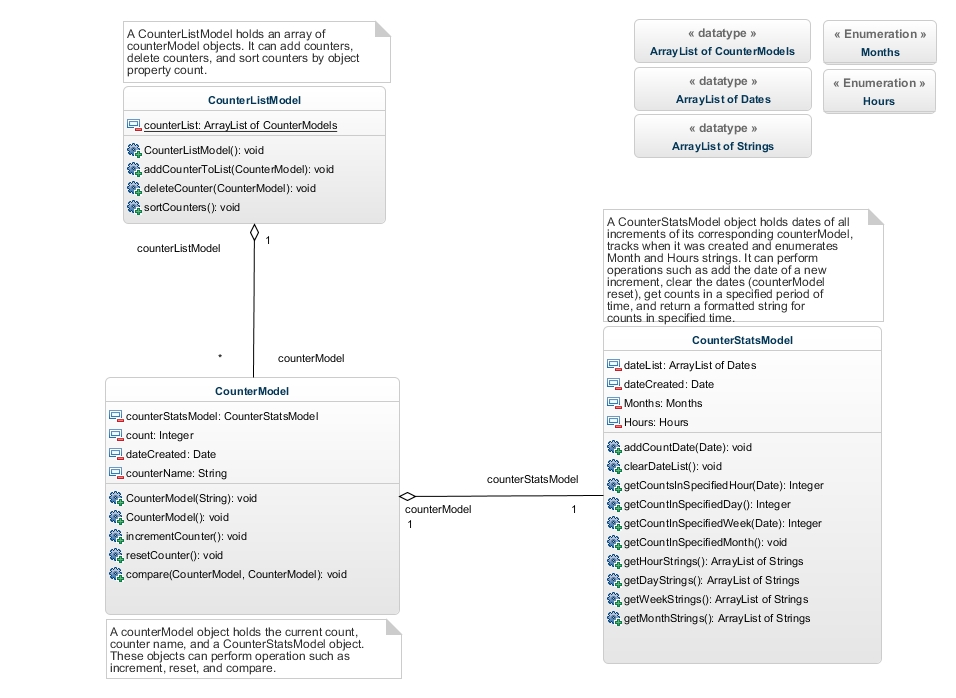 A CounterListModel holds an array of
counterModel objects. It can add counters,
delete counters, and sort counters by object
property count.
CounterListModel
counterList: ArrayList of CounterModels
CounterListModel(): void
addCounterToList(CounterModel): void
deleteCounter(CounterModel): void
sortCounters(): void
« datatype »
ArrayList of CounterModels
« Enumeration »
Months
« datatype »
ArrayList of Dates
« Enumeration »
Hours
« datatype »
ArrayList of Strings
counterListModel
1
*
counterModel
CounterModel
counterStatsModel: CounterStatsModel
count: Integer
dateCreated: Date
counterName: String
CounterModel(String): void
CounterModel(): void
incrementCounter(): void
resetCounter(): void
compare(CounterModel, CounterModel): void
A counterModel object holds the current count,
counter name, and a CounterStatsModel object.
These objects can perform operation such as
increment, reset, and compare.
counterStatsModel
counterModel
1
1
A CounterStatsModel object holds dates of all
increments of its corresponding counterModel,
tracks when it was created and enumerates
Month and Hours strings. It can perform
operations such as add the date of a new
increment, clear the dates (counterModel
reset), get counts in a specified period of
time, and return a formatted string for
counts in specified time.
CounterStatsModel
dateList: ArrayList of Dates
dateCreated: Date
Months: Months
Hours: Hours
addCountDate(Date): void
clearDateList(): void
getCountsInSpecifiedHour(Date): Integer
getCountInSpecifiedDay(): Integer
getCountInSpecifiedWeek(Date): Integer
getCountInSpecifiedMonth(): void
getHourStrings(): ArrayList of Strings
getDayStrings(): ArrayList of Strings
getWeekStrings(): ArrayList of Strings
getMonthStrings(): ArrayList of Strings